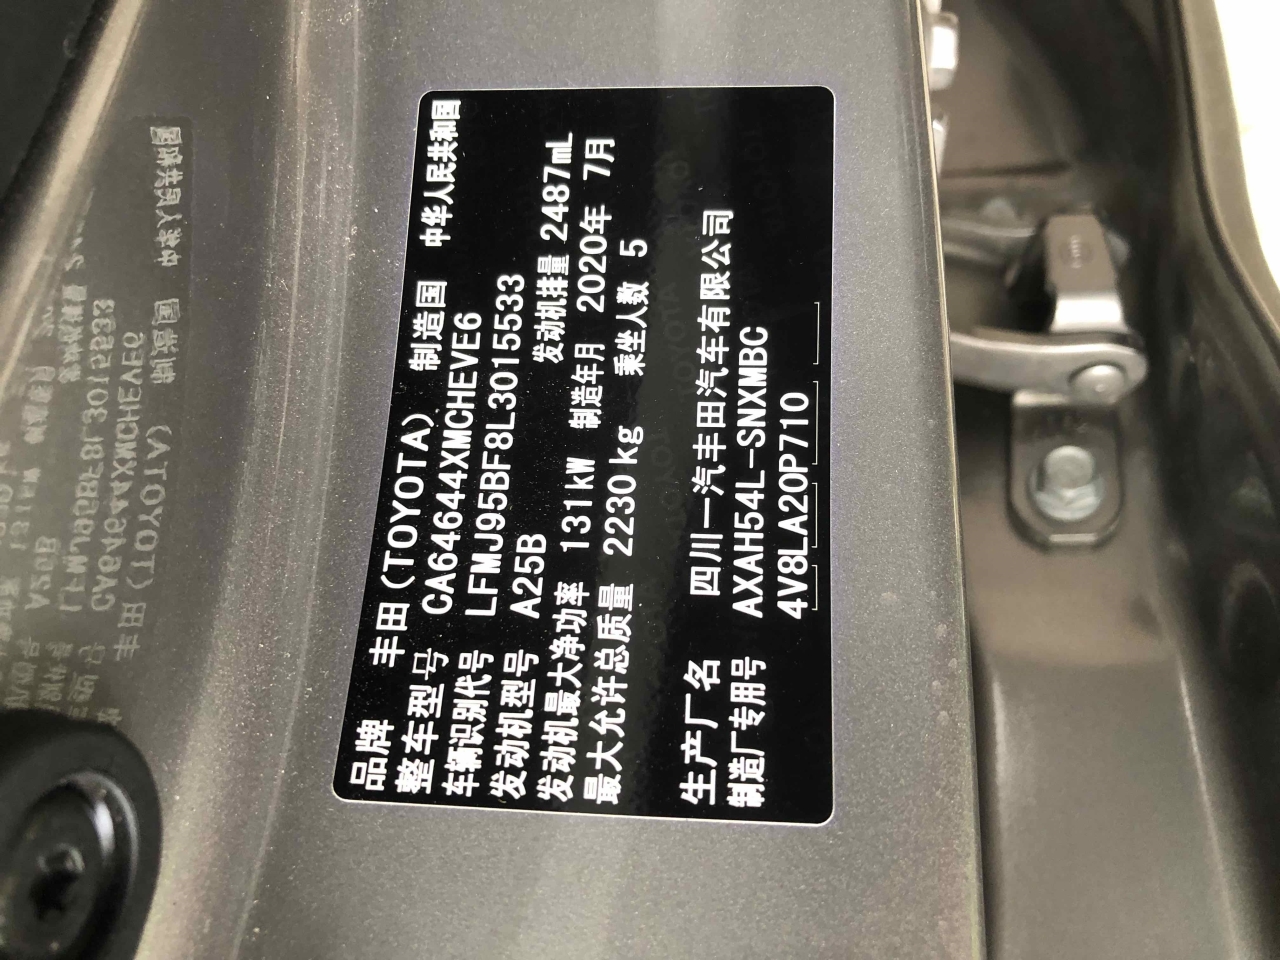 品牌 丰田(TOYOTA) 制造国 中华人民共和国
整车型号 CA64644XMCHEVE6
车辆识别代号 LFMJ95BF8L3015533
发动机型号 A25B 发动机排量 2487mL
发动机最大净功率 131kW 制造年月 2020年 7月
最大允许总质量 2230kg 乘坐人数 5
生产厂名 四川一汽丰田汽车有限公司
制造厂专用号 AXAH54L-SNXMBC
4V8LA20P710